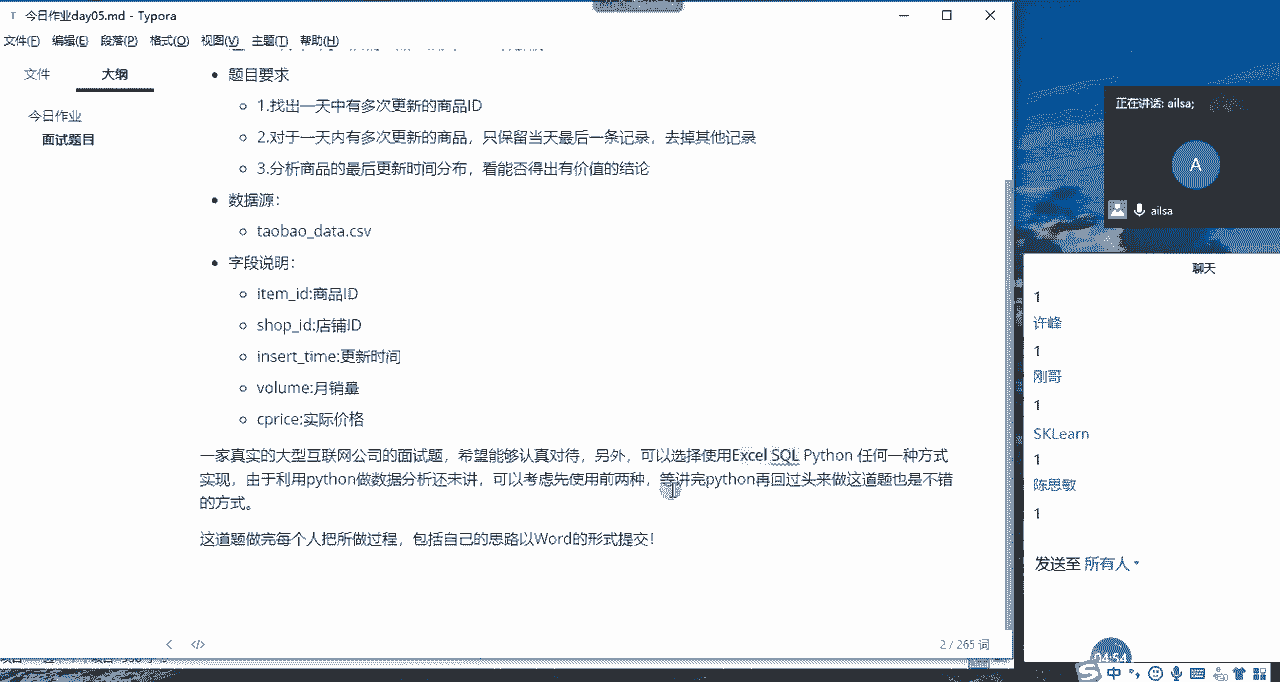 今日作业day05.md - Typora
文件(F) 编辑(E) 段落(P) 格式(O) 视图(V) 主题(T) 帮助(H)
文件 大纲
今日作业
面试题目
题目要求
1.找出一天中有多次更新的商品ID
2.对于一天内有多次更新的商品，只保留当天最后一条记录，去掉其他记录
3.分析商品的最后更新时间分布，看能否得出有价值的结论
数据源：
taobao_data.csv
字段说明：
item_id:商品ID
shop_id:店铺ID
insert_time:更新时间
volume:月销量
cprice:实际价格
一家真实的大型互联网公司的面试题，希望能够认真对待，另外，可以选择使用Excel SQL Python 任何一种方式
实现，由于利用python做数据分析还未讲，可以考虑先使用前两种，等讲完python再回过头来做这道题也是不错
的方式。
这道题做完每个人把所做过程，包括自己的思路以Word的形式提交！
2 / 265 词
正在讲话: ailsa;
A
ailsa
聊天
1
许峰
1
刚哥
1
SKLearn
1
陈思敏
1
发送至 所有人
04:54
中